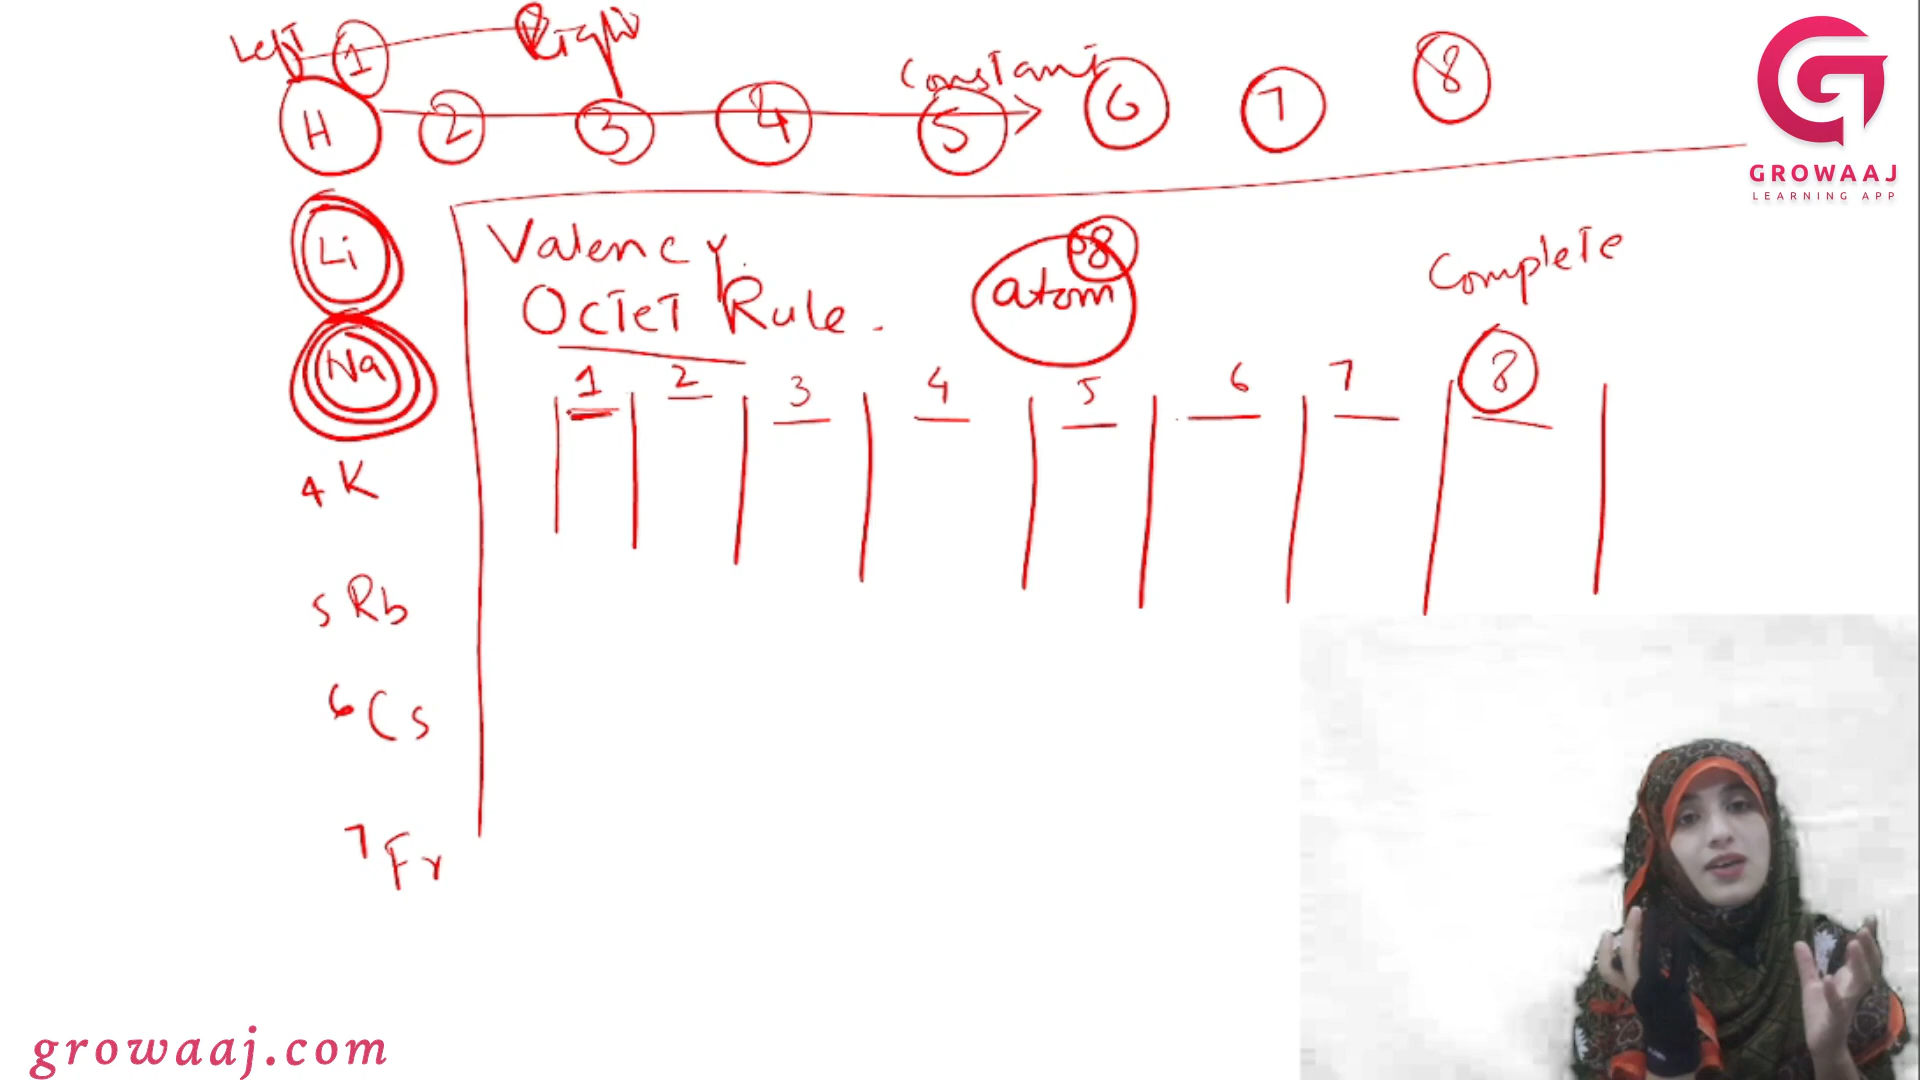 Left 1 Right
H 2 3 4 Constant 5 6 7 8
GROWAAJ
LEARNING APP
Li
Valency
Octet Rule.
atom 8
Complete
Na
1 2 3 4 5 6 7 8
4 K
5 Rb
6 Cs
7 Fr
growaaj.com